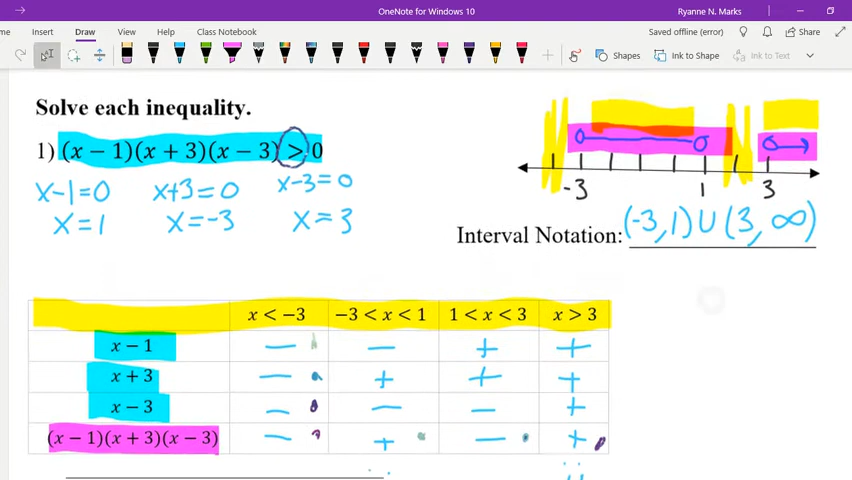 OneNote for Windows 10
Ryanne N. Marks
Insert Draw View Help Class Notebook
Saved offline (error) Share
Shapes Ink to Shape Ink to Text
Solve each inequality.
1) (x − 1)(x + 3)(x − 3) > 0
x-1=0 x+3=0 x-3=0
x=1 x=-3 x=3
-3 1 3
Interval Notation: (-3,1) ∪ (3, ∞)
x < −3 −3 < x < 1 1 < x < 3 x > 3
x − 1 − − + +
x + 3 − + + +
x − 3 − − − +
(x − 1)(x + 3)(x − 3) − + − +